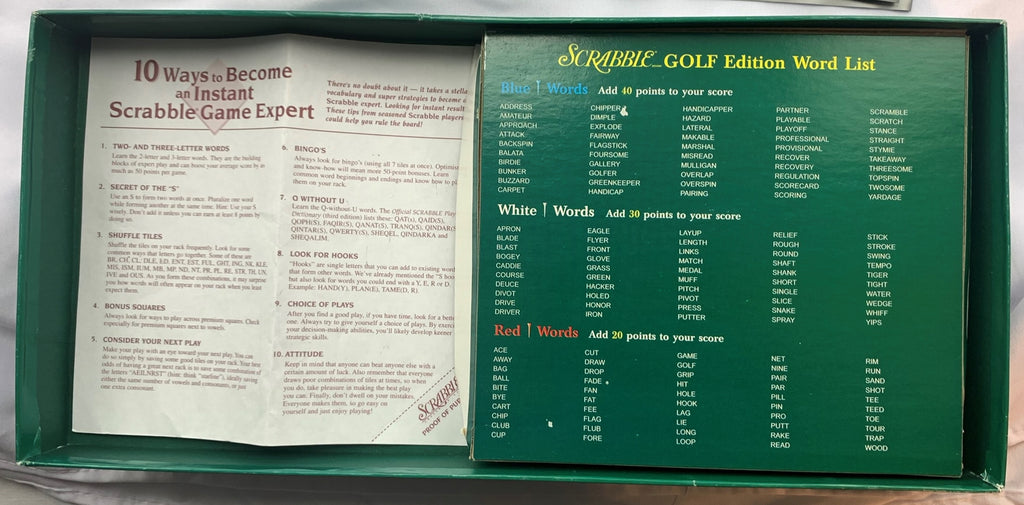 10 Ways to Become
an Instant
Scrabble Game Expert
There's no doubt about it — it takes a stella
vocabulary and super strategies to become a
Scrabble expert. Looking for instant result
These tips from seasoned Scrabble players
could help you rule the board!
1. TWO- AND THREE-LETTER WORDS
Learn the 2-letter and 3-letter words. They are the building
blocks of expert play and can boost your average score by as
much as 50 points per game.
2. SECRET OF THE "S"
Use an S to form two words at once. Pluralize one word
while forming another at the same time. Hint: Use your S
wisely. Don't add it unless you can earn at least 8 points by
doing so.
3. SHUFFLE TILES
Shuffle the tiles on your rack frequently. Look for some
common ways that letters go together. Some of these are
BR, CH, CL, DLE, ED, ENT, EST, FUL, GHT, ING, NK, KLE,
MIS, ISM, IUM, MB, MP, ND, NT, PR, PL, RE, STR, TH, UN,
IVE and OUS. As you form these combinations, it may surprise
you how words will often appear on your rack when you least
expect them.
4. BONUS SQUARES
Always look for ways to play across premium squares. Check
especially for premium squares next to vowels.
5. CONSIDER YOUR NEXT PLAY
Make your play with an eye toward your next play. You can
do so simply by saving some good tiles on your rack. Your best
odds of having a great next rack is to save some combination of
the letters "AEILNRST" (hint: think "starline"), ideally saving
either the same number of vowels and consonants, or just
one extra consonant.
6. BINGO'S
Always look for bingo's (using all 7 tiles at once). Optimis
and know-how will mean more 50-point bonuses. Learn
common word beginnings and endings and know how to pl
them on your rack.
7. Q WITHOUT U
Learn the Q-without-U words. The Official SCRABBLE Play
Dictionary (third edition) lists these: QAT(s), QAID(S),
QOPH(S), FAQIR(S), QANAT(S), TRANQ(S), QINDAR(S
QINTAR(S), QWERTY(S), SHEQEL, QINDARKA and
SHEQALIM.
8. LOOK FOR HOOKS
"Hooks" are single letters that you can add to existing word
that form other words. We've already mentioned the "S hoo
but also look for words you could end with a Y, E, R or D.
Example: HAND(Y), PLAN(E), TAME(D, R).
9. CHOICE OF PLAYS
After you find a good play, if you have time, look for a bett
one. Always try to give yourself a choice of plays. By exerc
your decision-making abilities, you'll likely develop keener
strategic skills.
10. ATTITUDE
Keep in mind that anyone can beat anyone else with a
certain amount of luck. Also remember that everyone
draws poor combinations of tiles at times, so when
you do, take pleasure in making the best play
you can. Finally, don't dwell on your mistakes.
Everyone makes them, so go easy on
yourself and just enjoy playing!
SCRABBLE
PROOF OF PUR
SCRABBLE GOLF Edition Word List
Blue Words Add 40 points to your score
ADDRESS CHIPPER HANDICAPPER PARTNER SCRAMBLE
AMATEUR DIMPLE HAZARD PLAYABLE SCRATCH
APPROACH EXPLODE LATERAL PLAYOFF STANCE
ATTACK FAIRWAY MAKABLE PROFESSIONAL STRAIGHT
BACKSPIN FLAGSTICK MARSHAL PROVISIONAL STYMIE
BALATA FOURSOME MISREAD RECOVER TAKEAWAY
BIRDIE GALLERY MULLIGAN RECOVERY THREESOME
BUNKER GOLFER OVERLAP REGULATION TOPSPIN
BUZZARD GREENKEEPER OVERSPIN SCORECARD TWOSOME
CARPET HANDICAP PAIRING SCORING YARDAGE
White Words Add 30 points to your score
APRON EAGLE LAYUP RELIEF STICK
BLADE FLYER LENGTH ROUGH STROKE
BLAST FRONT LINKS ROUND SWING
BOGEY GLOVE MATCH SHAFT TEMPO
CADDIE GRASS MEDAL SHANK TIGER
COURSE GREEN MUFF SHORT TIGHT
DEUCE HACKER PITCH SINGLE WATER
DIVOT HOLED PIVOT SLICE WEDGE
DRIVE HONOR PRESS SNAKE WHIFF
DRIVER IRON PUTTER SPRAY YIPS
Red Words Add 20 points to your score
ACE CUT GAME NET RIM
AWAY DRAW GOLF NINE RUN
BAG DROP GRIP PAIR SAND
BALL FADE HIT PAR SHOT
BITE FAN HOLE PILL TEE
BYE FAT HOOK PIN TEED
CART FEE LAG PRO TOE
CHIP FLAG LIE PUTT TOUR
CLUB FLUB LONG RAKE TRAP
CUP FORE LOOP READ WOOD